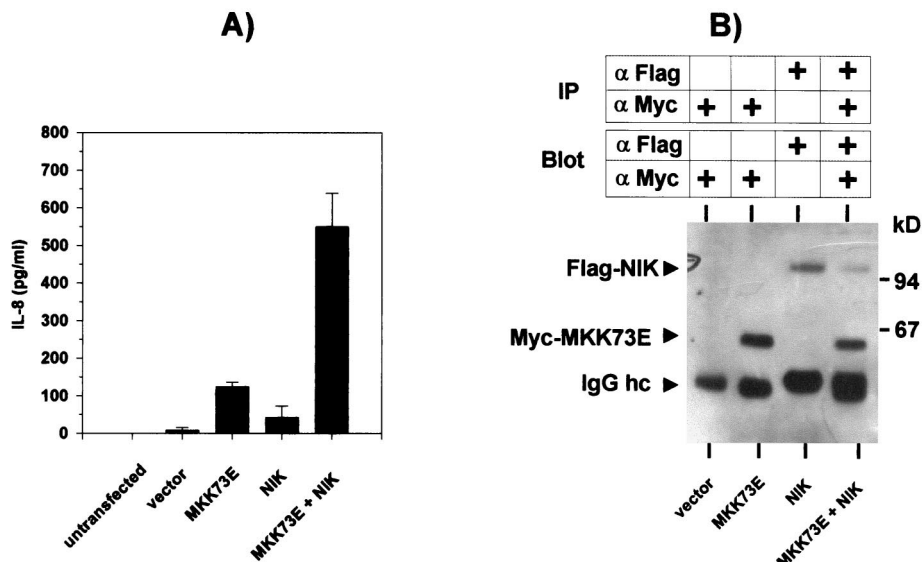 A)
800
700
600
500
400
300
200
100
0
IL-8 (pg/ml)
untransfected
vector
MKK73E
NIK
MKK73E + NIK
B)
IP
α Flag + +
α Myc + + +
Blot
α Flag + +
α Myc + + +
kD
Flag-NIK
94
67
Myc-MKK73E
IgG hc
vector
MKK73E
NIK
MKK73E + NIK